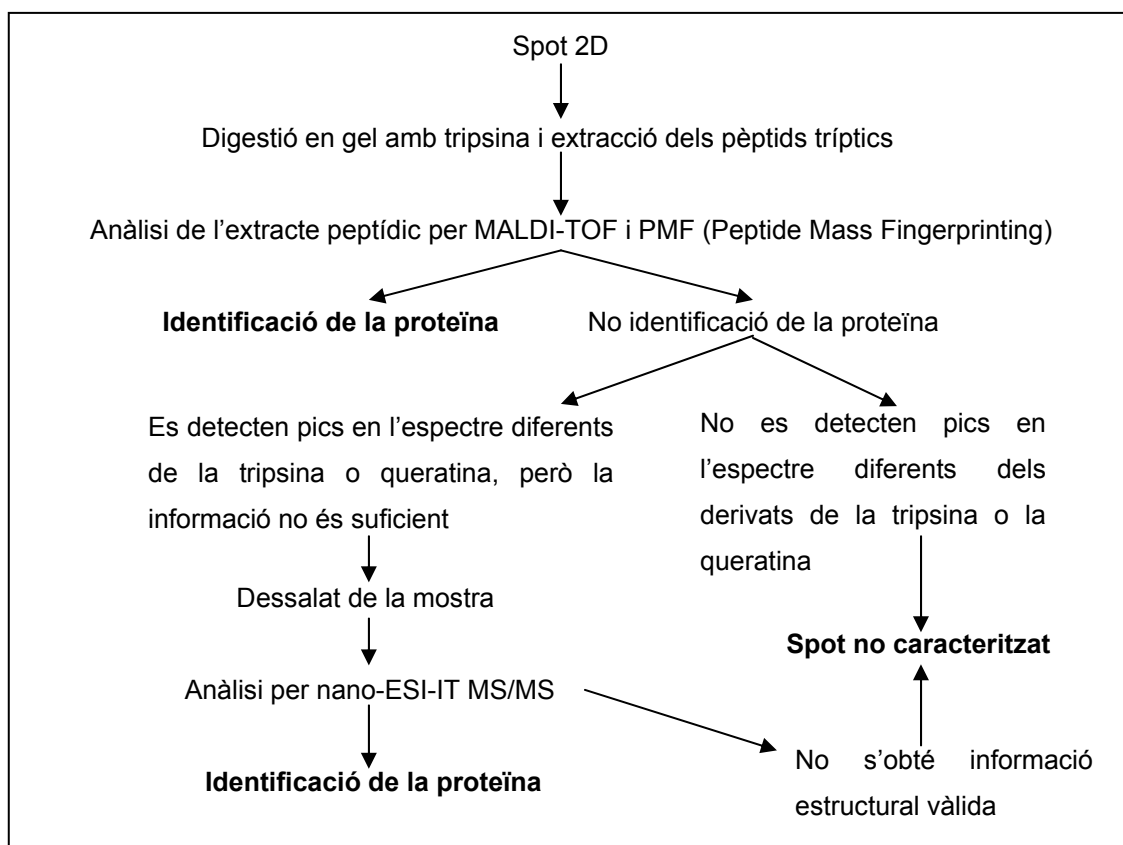 Spot 2D
Digestió en gel amb tripsina i extracció dels pèptids tríptics
Anàlisi de l'extracte peptídic per MALDI-TOF i PMF (Peptide Mass Fingerprinting)
Identificació de la proteïna
No identificació de la proteïna
Es detecten pics en l'espectre diferents
de la tripsina o queratina, però la
informació no és suficient
No es detecten pics en
l'espectre diferents dels
derivats de la tripsina o la
queratina
Dessalat de la mostra
Spot no caracteritzat
Anàlisi per nano-ESI-IT MS/MS
Identificació de la proteïna
No s'obté informació
estructural vàlida